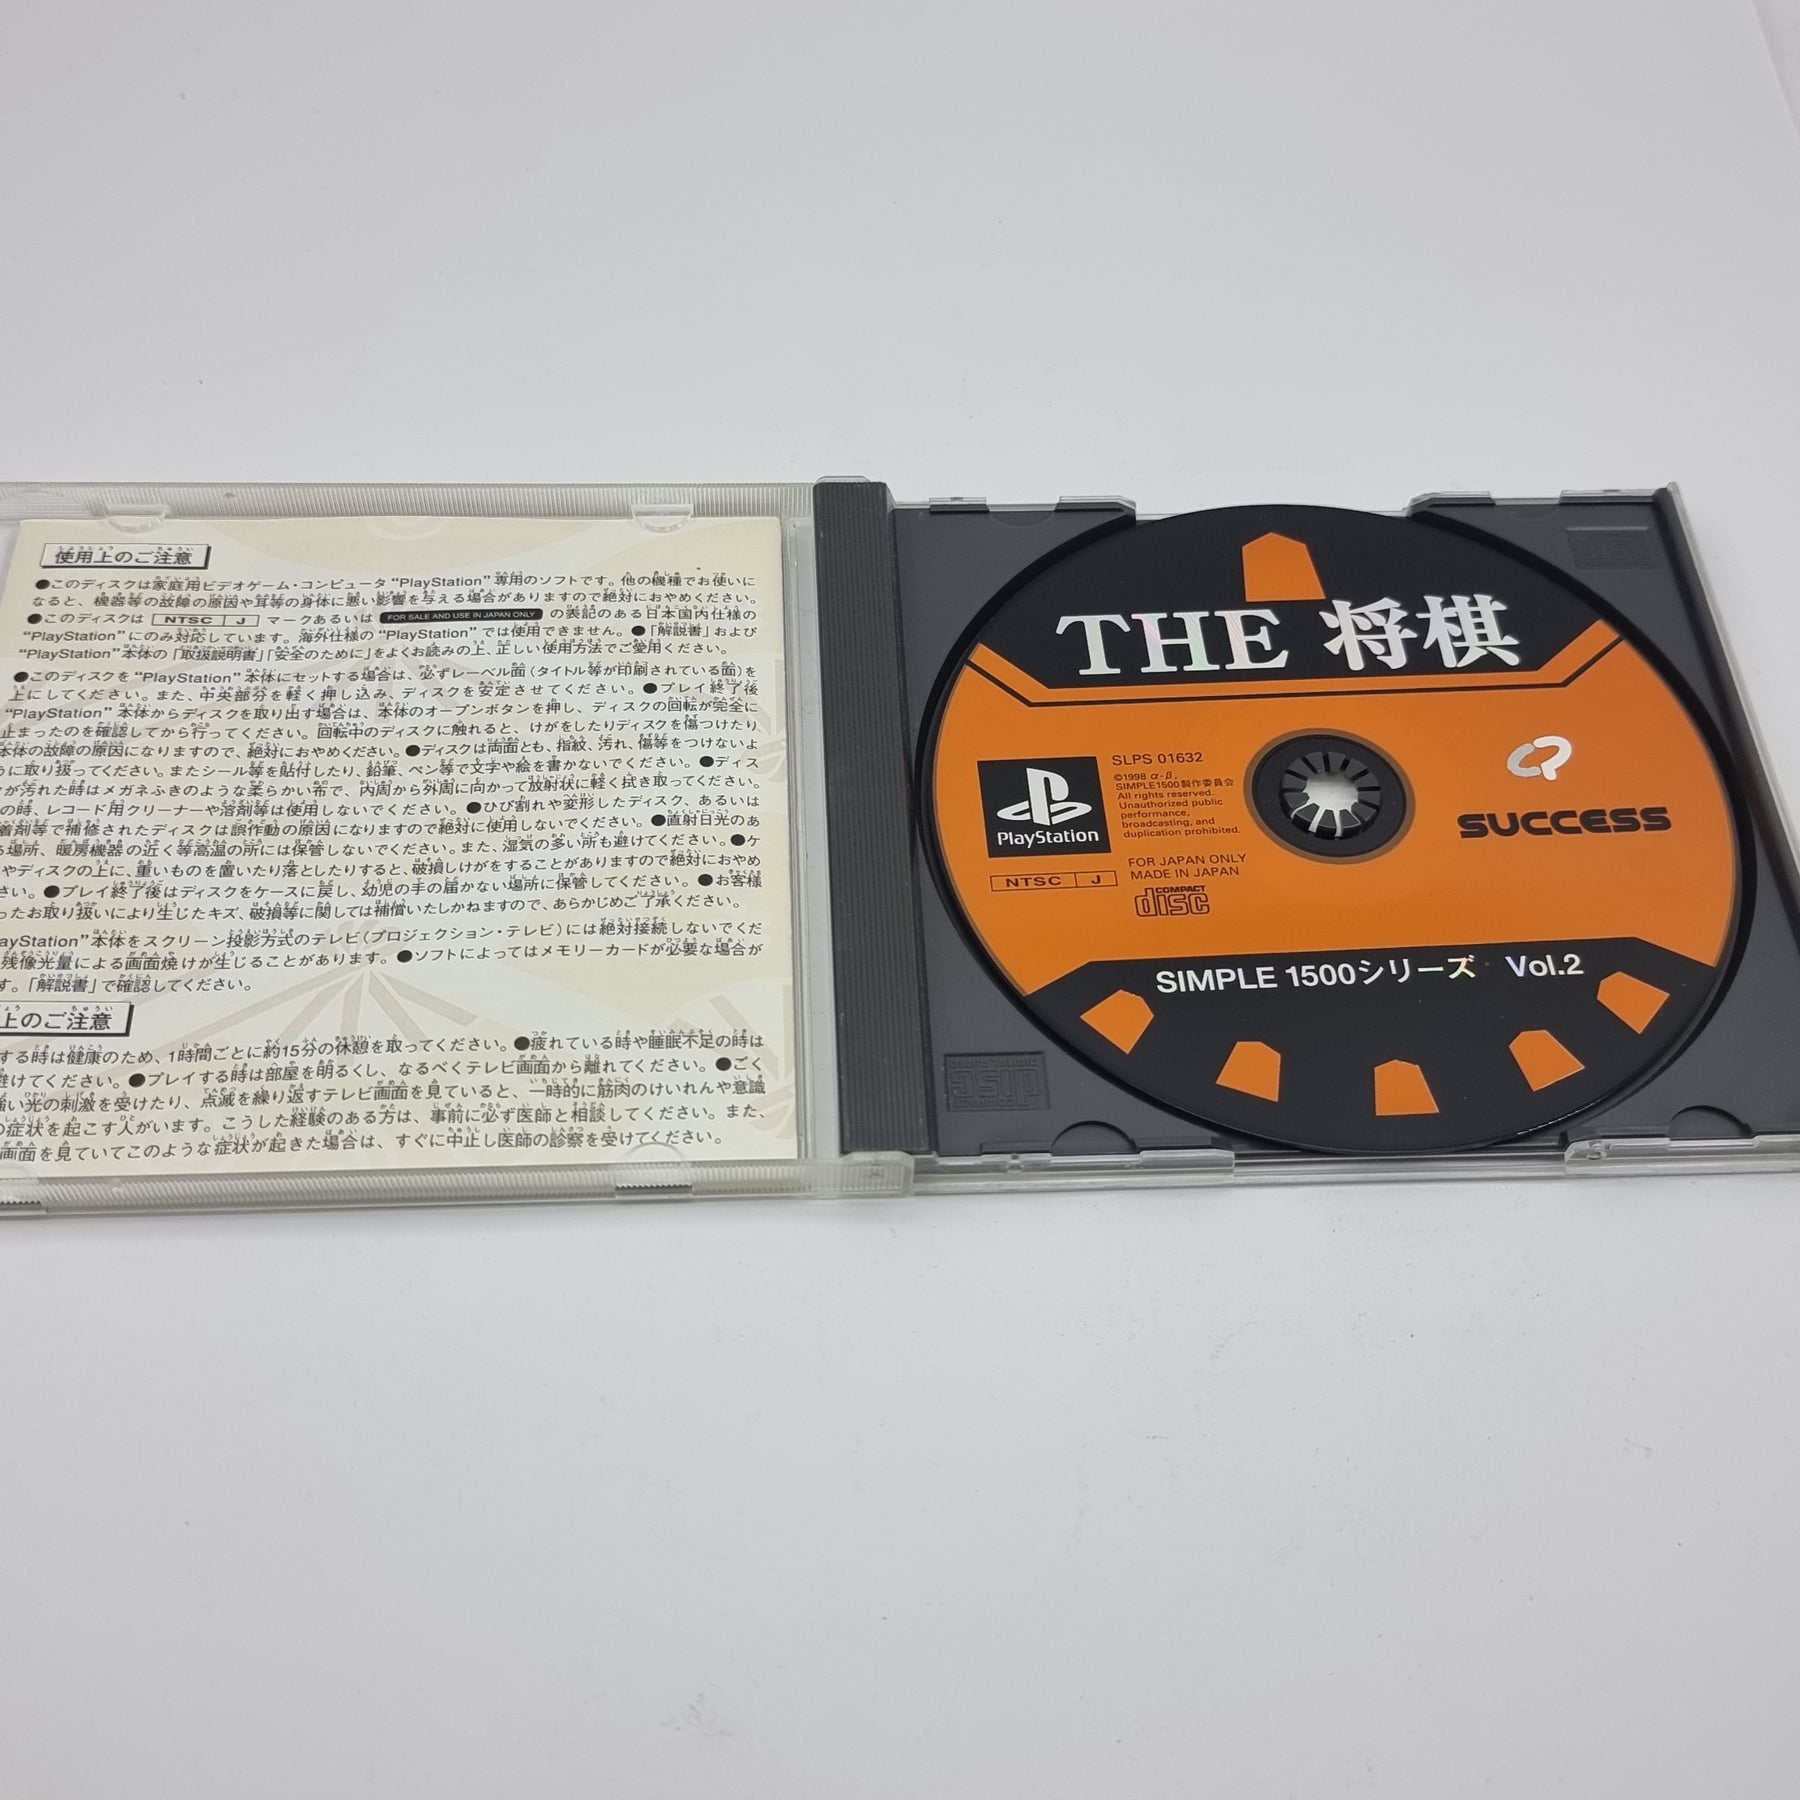 使用上のご注意
●このディスクは家庭用ビデオゲーム・コンピュータ“PlayStation”専用のソフトです。他の機種でお使いに
なると、機器等の故障の原因や耳等の身体に悪い影響を与える場合がありますので絶対におやめください。
●このディスクは NTSC J マークあるいは FOR SALE AND USE IN JAPAN ONLY の表記のある日本国内仕様の
“PlayStation”にのみ対応しています。海外仕様の“PlayStation”では使用できません。●「解説書」および
“PlayStation”本体の「取扱説明書」「安全のために」をよくお読みの上、正しい使用方法でご愛用ください。
●このディスクを“PlayStation”本体にセットする場合は、必ずレーベル面(タイトル等が印刷されている面)を
上にしてください。また、中央部分を軽く押し込み、ディスクを安定させてください。●プレイ終了後
“PlayStation”本体からディスクを取り出す場合は、本体のオープンボタンを押し、ディスクの回転が完全に
止まったのを確認してから行ってください。回転中のディスクに触れると、けがをしたりディスクを傷つけたり
本体の故障の原因になりますので、絶対におやめください。●ディスクは両面とも、指紋、汚れ、傷等をつけないよ
うに取り扱ってください。またシール等を貼付したり、鉛筆、ペン等で文字や絵を書かないでください。●ディス
クが汚れた時はメガネふきのような柔らかい布で、内周から外周に向かって放射状に軽く拭き取ってください。
の時、レコード用クリーナーや溶剤等は使用しないでください。●ひび割れや変形したディスク、あるいは
着剤等で補修されたディスクは誤作動の原因になりますので絶対に使用しないでください。●直射日光のあ
る場所、暖房機器の近く等高温の所には保管しないでください。また、湿気の多い所も避けてください。●ケ
やディスクの上に、重いものを置いたり落としたりすると、破損しけがをすることがありますので絶対におやめ
さい。●プレイ終了後はディスクをケースに戻し、幼児の手の届かない場所に保管してください。●お客様
ったお取り扱いにより生じたキズ、破損等に関しては補償いたしかねますので、あらかじめご了承ください。
ayStation”本体をスクリーン投影方式のテレビ(プロジェクション・テレビ)には絶対接続しないでくだ
残像光量による画面焼けが生じることがあります。●ソフトによってはメモリーカードが必要な場合が
す。「解説書」で確認してください。
上のご注意
する時は健康のため、1時間ごとに約15分の休憩を取ってください。●疲れている時や睡眠不足の時は
避けてください。●プレイする時は部屋を明るくし、なるべくテレビ画面から離れてください。●ごく
強い光の刺激を受けたり、点滅を繰り返すテレビ画面を見ていると、一時的に筋肉のけいれんや意識
の症状を起こす人がいます。こうした経験のある方は、事前に必ず医師と相談してください。また、
画面を見ていてこのような症状が起きた場合は、すぐに中止し医師の診察を受けてください。
THE 将棋
SLPS 01632
©1998 α-β,
SIMPLE1500製作委員会
All rights reserved.
Unauthorized public
performance,
broadcasting, and
duplication prohibited.
PlayStation
SUCCESS
FOR JAPAN ONLY
MADE IN JAPAN
NTSC J
COMPACT
disc
SIMPLE 1500シリーズ Vol.2